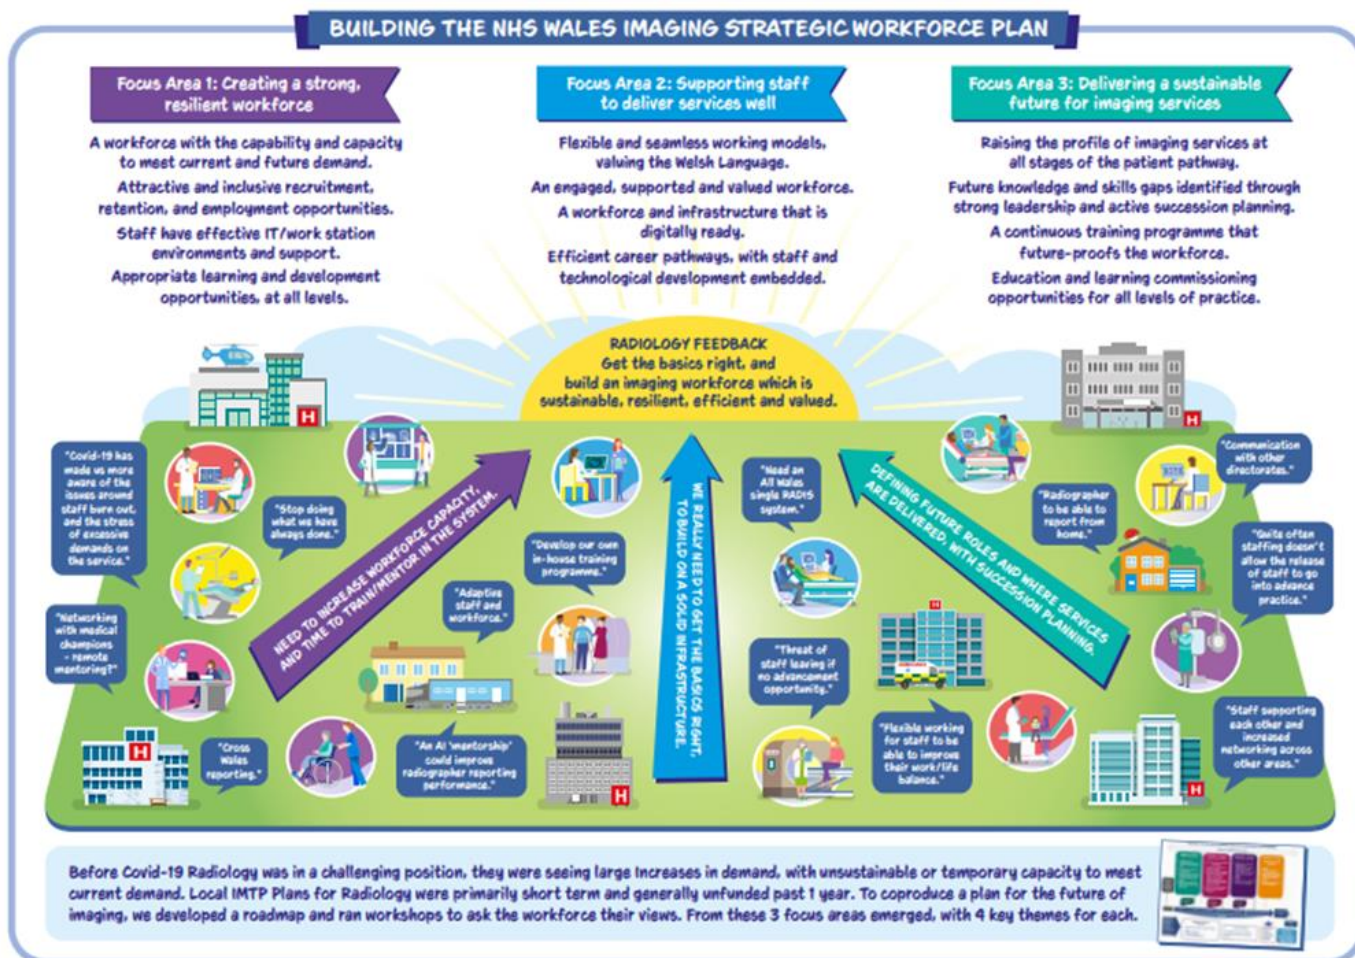 BUILDING THE NHS WALES IMAGING STRATEGIC WORKFORCE PLAN
Focus Area 1: Creating a strong,
resilient workforce
A workforce with the capability and capacity
to meet current and future demand.
Attractive and inclusive recruitment,
retention, and employment opportunities.
Staff have effective IT/work station
environments and support.
Appropriate learning and development
opportunities, at all levels.
Focus Area 2: Supporting staff
to deliver services well
Flexible and seamless working models,
valuing the Welsh Language.
An engaged, supported and valued workforce.
A workforce and infrastructure that is
digitally ready.
Efficient career pathways, with staff and
technological development embedded.
Focus Area 3: Delivering a sustainable
future for imaging services
Raising the profile of imaging services at
all stages of the patient pathway.
Future knowledge and skills gaps identified through
strong leadership and active succession planning.
A continuous training programme that
future-proofs the workforce.
Education and learning commissioning
opportunities for all levels of practice.
RADIOLOGY FEEDBACK
Get the basics right, and
build an imaging workforce which is
sustainable, resilient, efficient and valued.
H
H
"Covid-19 has
made us more
aware of the
issues around
staff burn out,
and the stress
of excessive
demands on
the service."
"Stop doing
what we have
always done."
"Networking
with medical
champions
- remote
mentoring?"
NEED TO INCREASE WORKFORCE CAPACITY,
AND TIME TO TRAIN/MENTOR IN THE SYSTEM.
"Develop our own
in-house training
programme."
"Adaptive
staff and
workforce."
H
"Cross
Wales
reporting."
"An AI 'mentorship'
could improve
radiographer reporting
performance."
H
WE REALLY NEED TO GET THE BASICS RIGHT,
TO BUILD ON A SOLID INFRASTRUCTURE.
"Need an
All Wales
single RADIS
system."
"Threat of
staff leaving if
no advancement
opportunity."
H
AMBULANCE
"Flexible working
for staff to be
able to improve
their work/life
balance."
DEFINING FUTURE ROLES AND WHERE SERVICES
ARE DELIVERED, WITH SUCCESSION PLANNING.
"Radiographer
to be able to
report from
home."
"Communication
with other
directorates."
"Quite often
staffing doesn't
allow the release
of staff to go
into advance
practice."
"Staff supporting
each other and
increased
networking across
other areas."
H
Before Covid-19 Radiology was in a challenging position, they were seeing large Increases in demand, with unsustainable or temporary capacity to meet
current demand. Local IMTP Plans for Radiology were primarily short term and generally unfunded past 1 year. To coproduce a plan for the future of
imaging, we developed a roadmap and ran workshops to ask the workforce their views. From these 3 focus areas emerged, with 4 key themes for each.